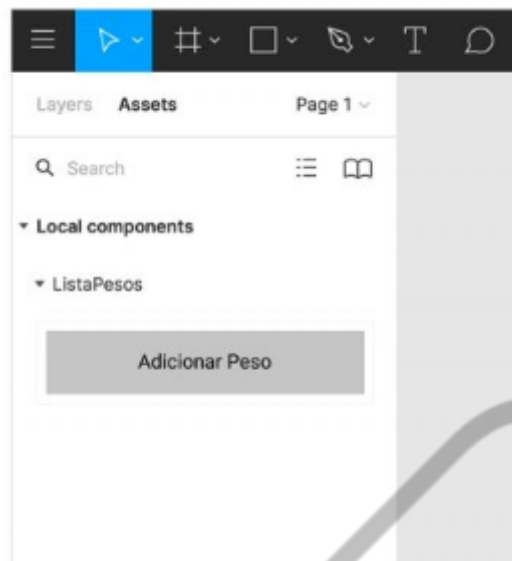 Layers Assets Page 1
Search
Local components
ListaPesos
Adicionar Peso